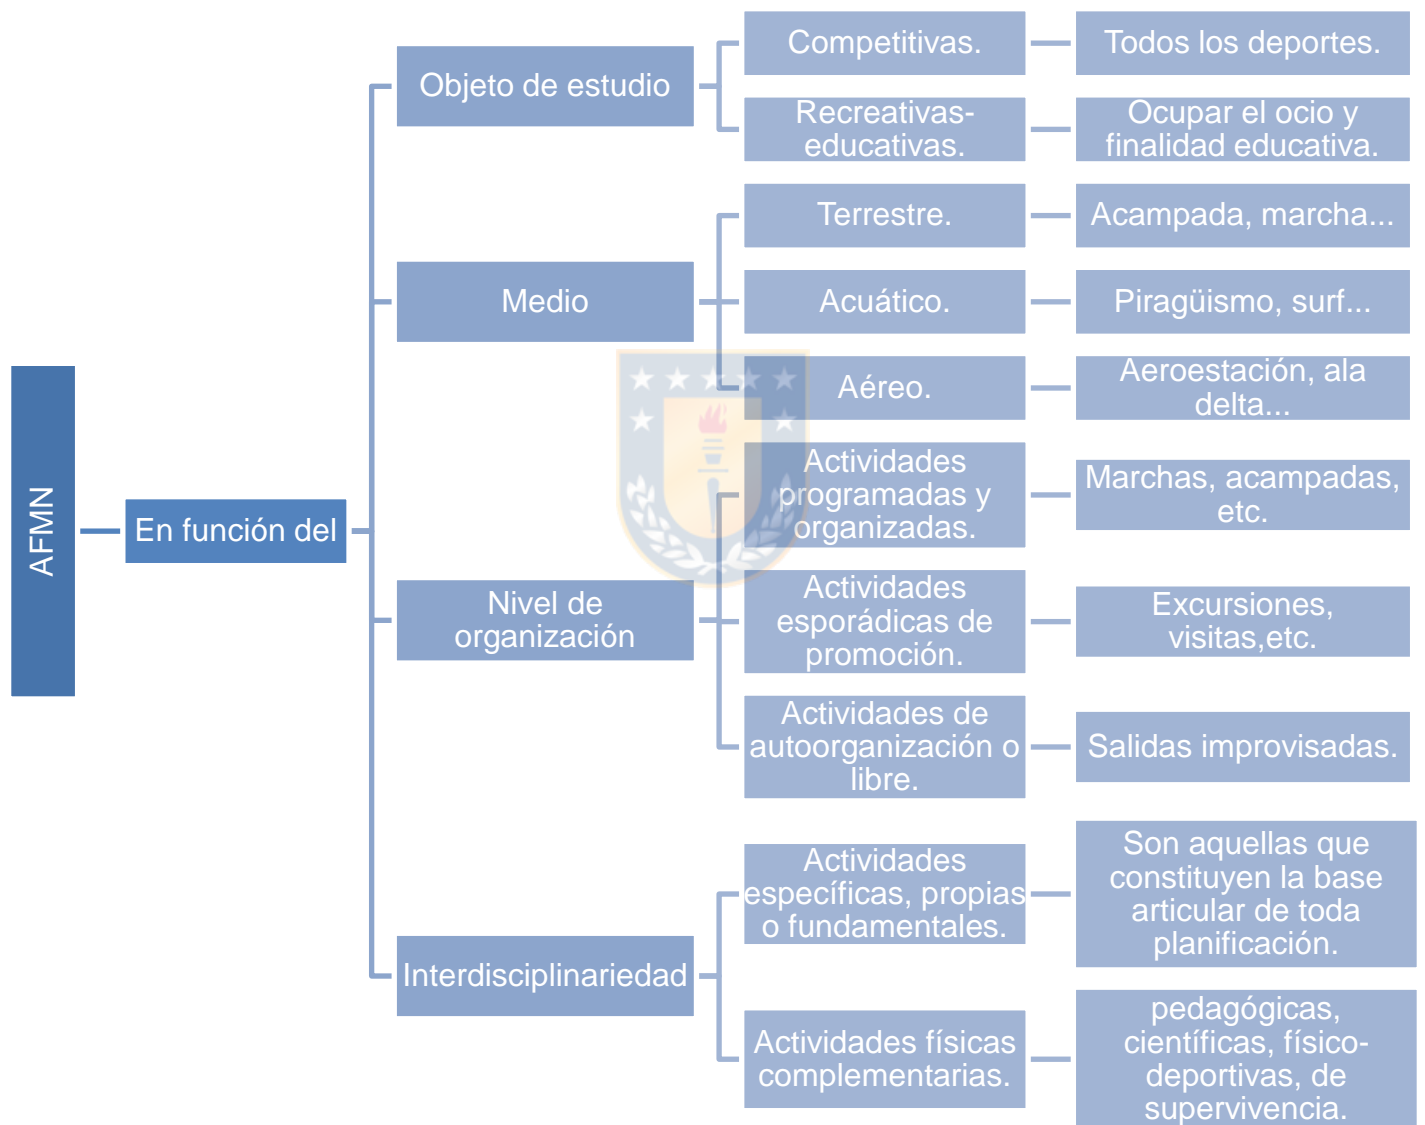 AFMN
En función del
Objeto de estudio
Competitivas.
Todos los deportes.
Recreativas-
educativas.
Ocupar el ocio y
finalidad educativa.
Medio
Terrestre.
Acampada, marcha...
Acuático.
Piragüismo, surf...
Aéreo.
Aeroestación, ala
delta...
Nivel de
organización
Actividades
programadas y
organizadas.
Marchas, acampadas,
etc.
Actividades
esporádicas de
promoción.
Excursiones,
visitas,etc.
Actividades de
autoorganización o
libre.
Salidas improvisadas.
Interdisciplinariedad
Actividades
específicas, propias
o fundamentales.
Son aquellas que
constituyen la base
articular de toda
planificación.
Actividades físicas
complementarias.
pedagógicas,
científicas, físico-
deportivas, de
supervivencia.